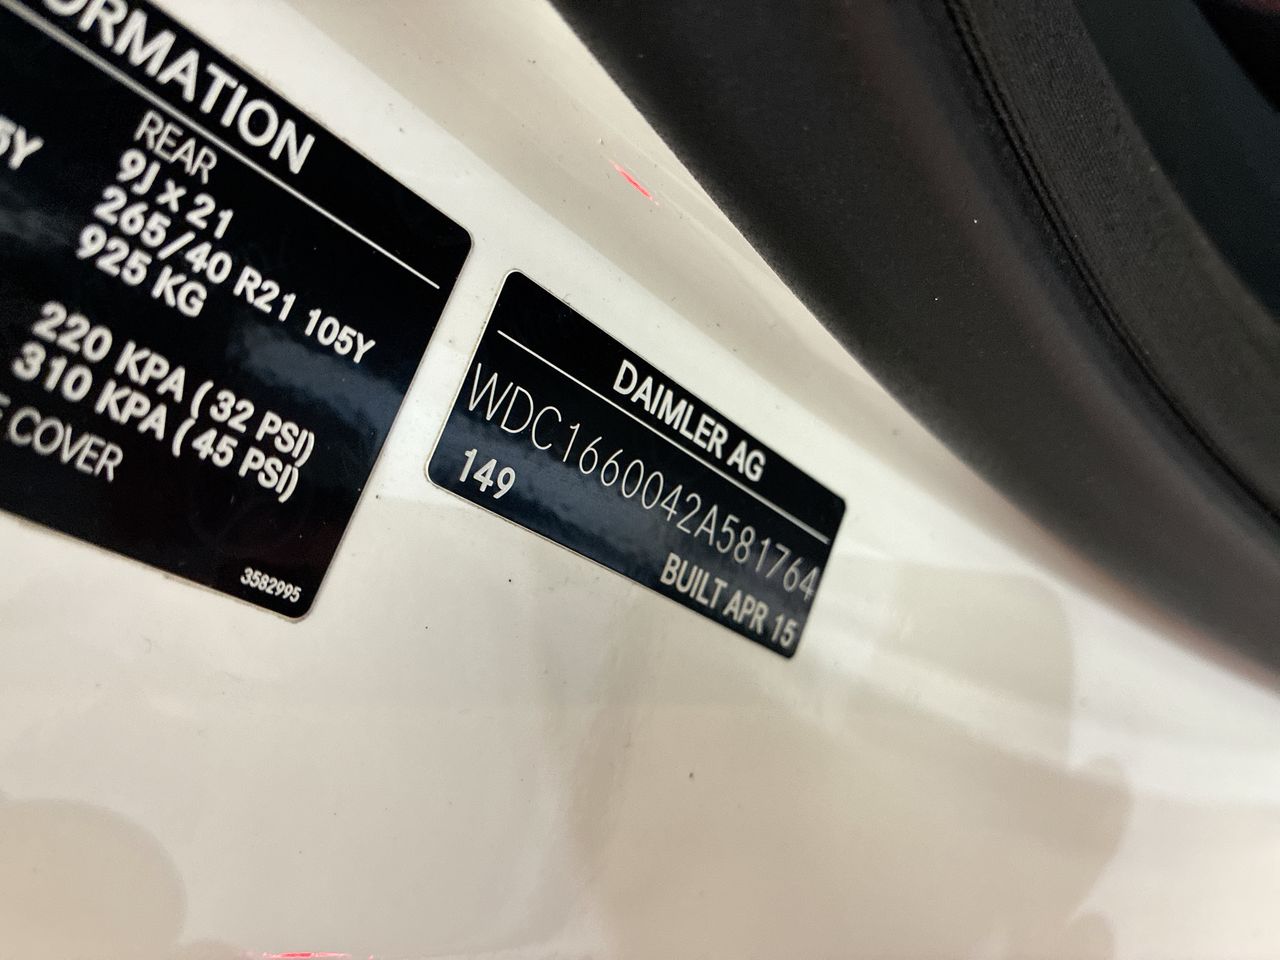 ORMATION
REAR
5Y
9J X 21
265/40 R21 105Y
925 KG
220 KPA ( 32 PSI)
310 KPA ( 45 PSI)
COVER
3582995
DAIMLER AG
WDC1660042A581764
149
BUILT APR 15